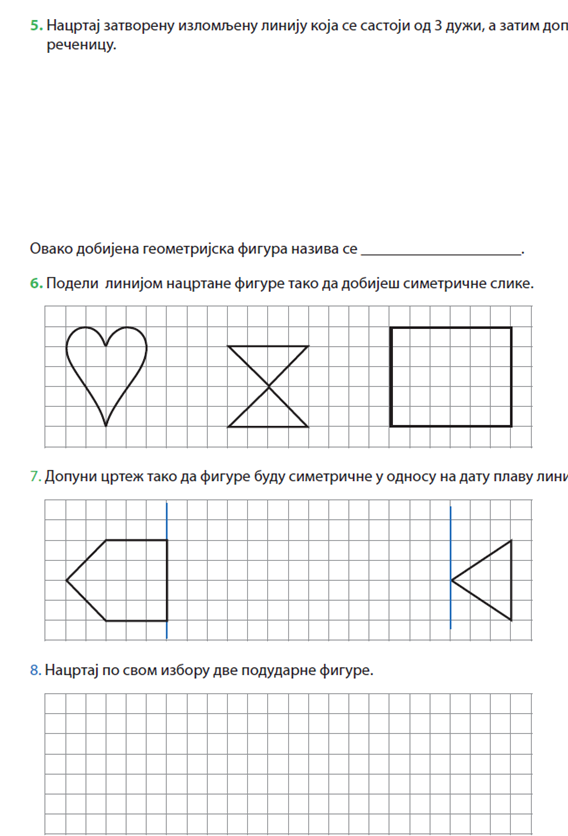 5. Нацртај затворену изломљену линију која се састоји од 3 дужи, а затим доп
реченицу.
Овако добијена геометријска фигура назива се ____________________.
6. Подели линијом нацртане фигуре тако да добијеш симетричне слике.
7. Допуни цртеж тако да фигуре буду симетричне у односу на дату плаву лини
8. Нацртај по свом избору две подударне фигуре.